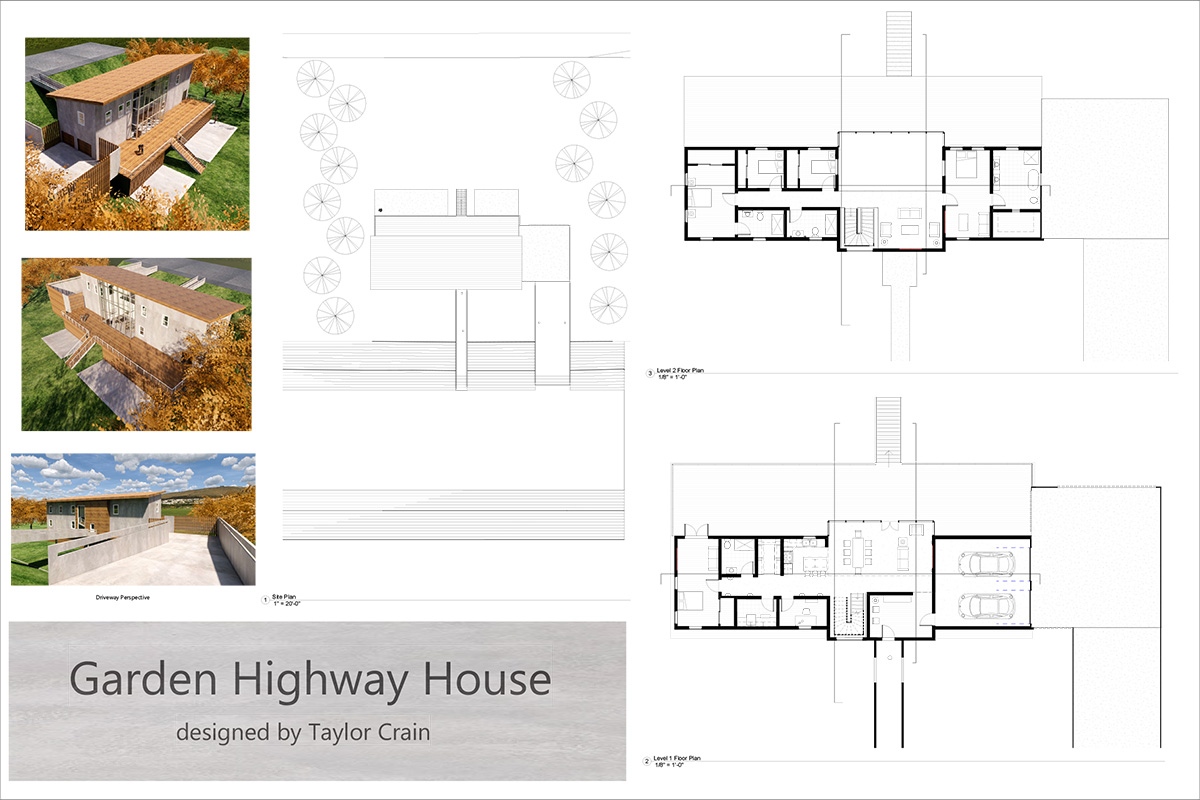 Driveway Perspective
1
Site Plan
1" = 20'-0"
Garden Highway House
designed by Taylor Crain
3
Level 2 Floor Plan
1/8" = 1'-0"
2
Level 1 Floor Plan
1/8" = 1'-0"